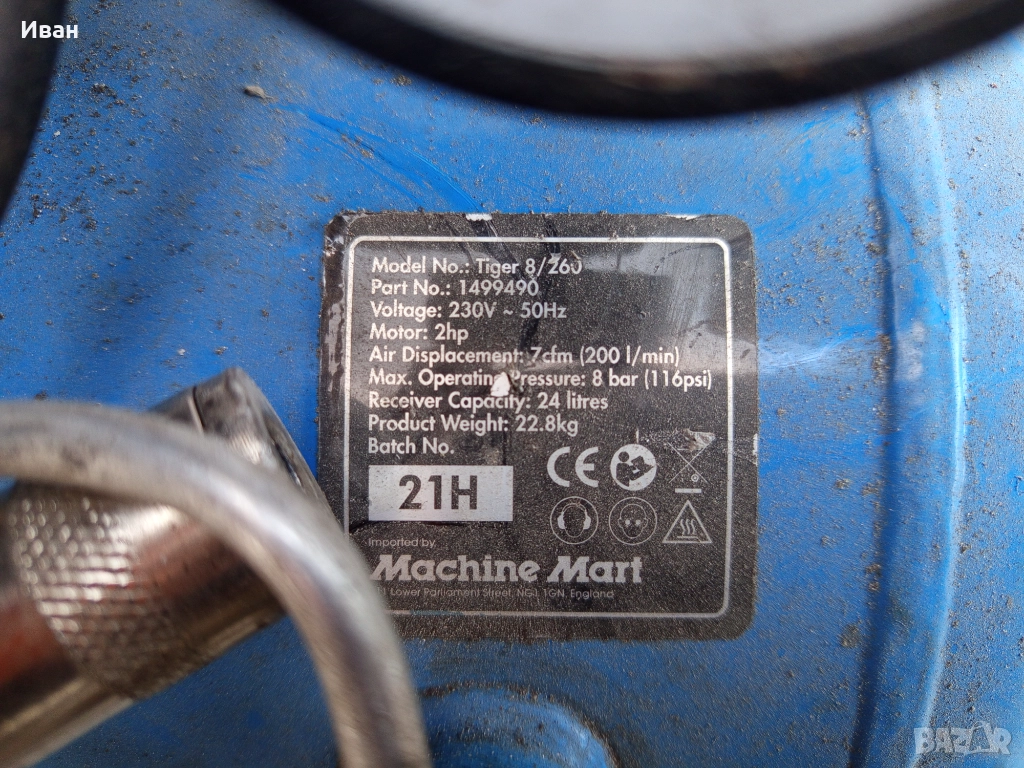 Иван
Model No.: Tiger 8/260
Part No.: 1499490
Voltage: 230V ~ 50Hz
Motor: 2hp
Air Displacement: 7cfm (200 l/min)
Max. Operating Pressure: 8 bar (116psi)
Receiver Capacity: 24 litres
Product Weight: 22.8kg
Batch No.
21H
CE
Imported by
Machine Mart
Lower Parliament Street, NG1 1GN, England
BAZAR